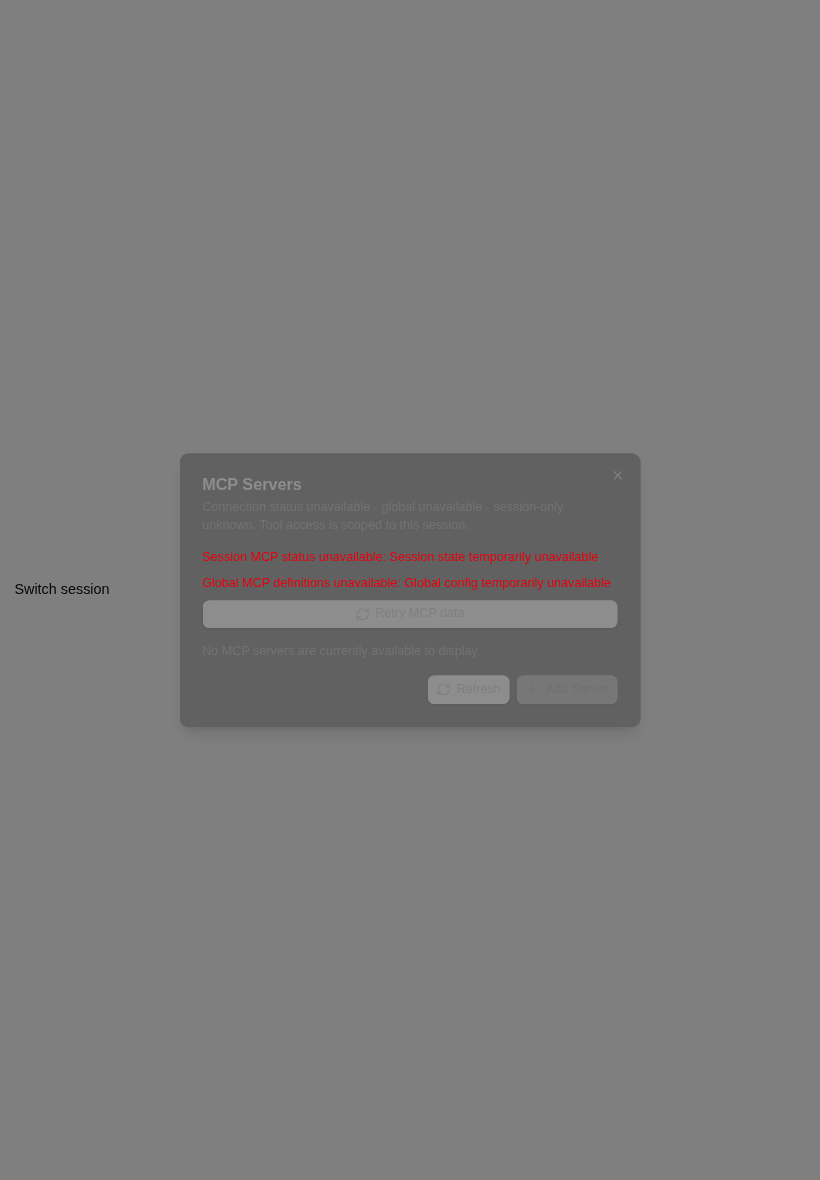 MCP Servers
Connection status unavailable · global unavailable · session-only
unknown. Tool access is scoped to this session.
Session MCP status unavailable: Session state temporarily unavailable
Global MCP definitions unavailable: Global config temporarily unavailable
Switch session
Retry MCP data
No MCP servers are currently available to display.
Refresh
Add Server